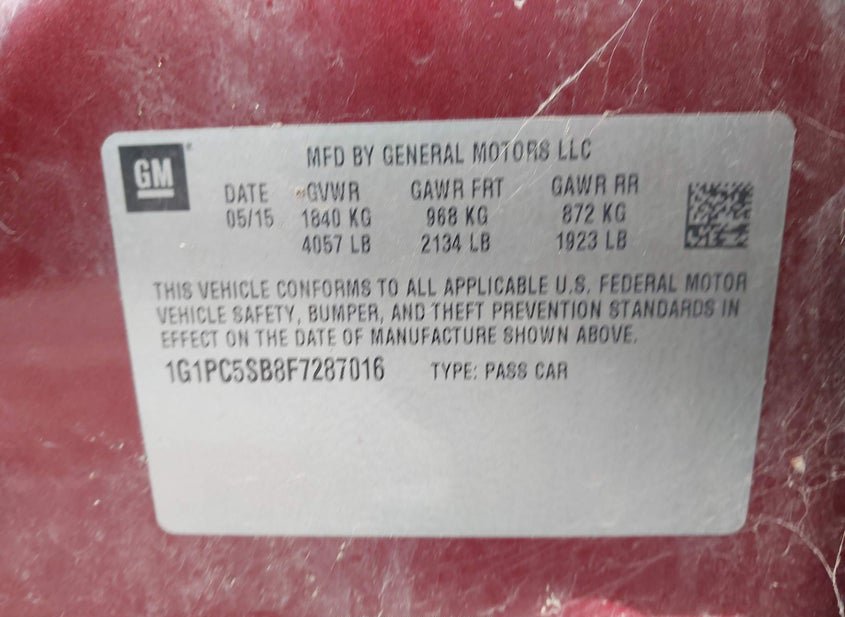 GM
MFD BY GENERAL MOTORS LLC
DATE GVWR GAWR FRT GAWR RR
05/15 1840 KG 968 KG 872 KG
4057 LB 2134 LB 1923 LB
THIS VEHICLE CONFORMS TO ALL APPLICABLE U.S. FEDERAL MOTOR
VEHICLE SAFETY, BUMPER, AND THEFT PREVENTION STANDARDS IN
EFFECT ON THE DATE OF MANUFACTURE SHOWN ABOVE.
1G1PC5SB8F7287016 TYPE: PASS CAR